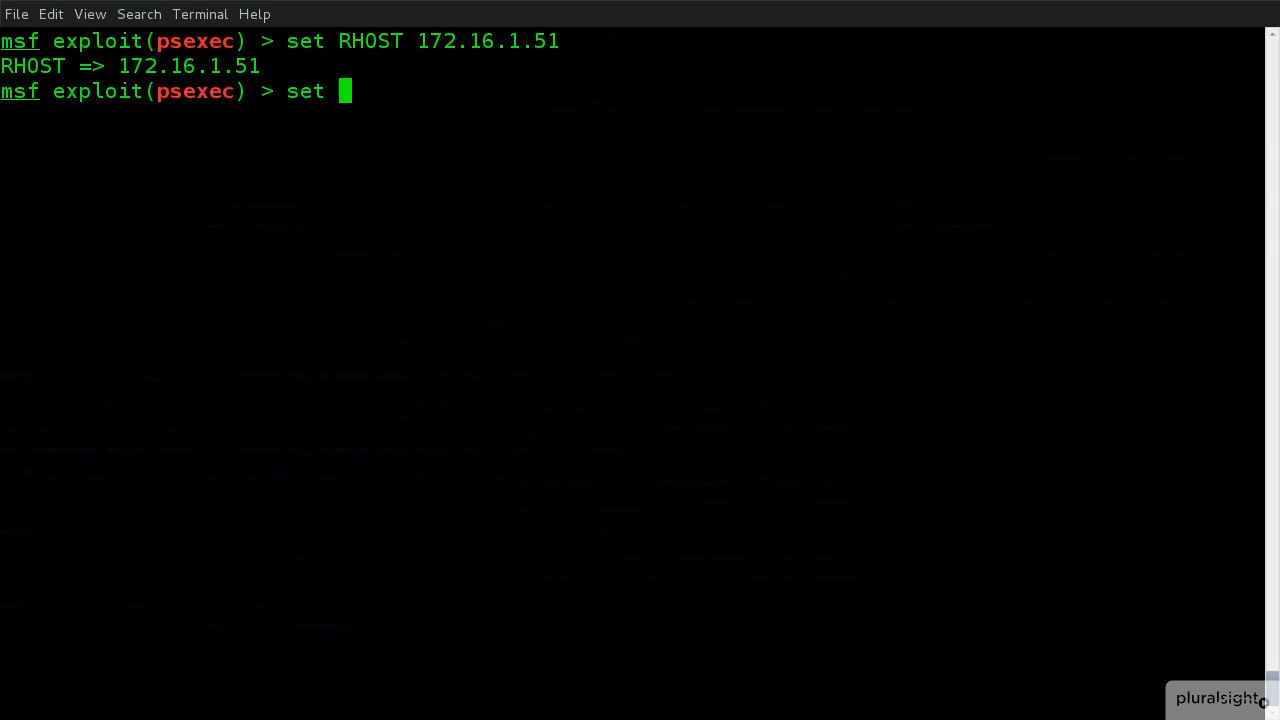 File Edit View Search Terminal Help
msf exploit(psexec) > set RHOST 172.16.1.51
RHOST => 172.16.1.51
msf exploit(psexec) > set
pluralsight